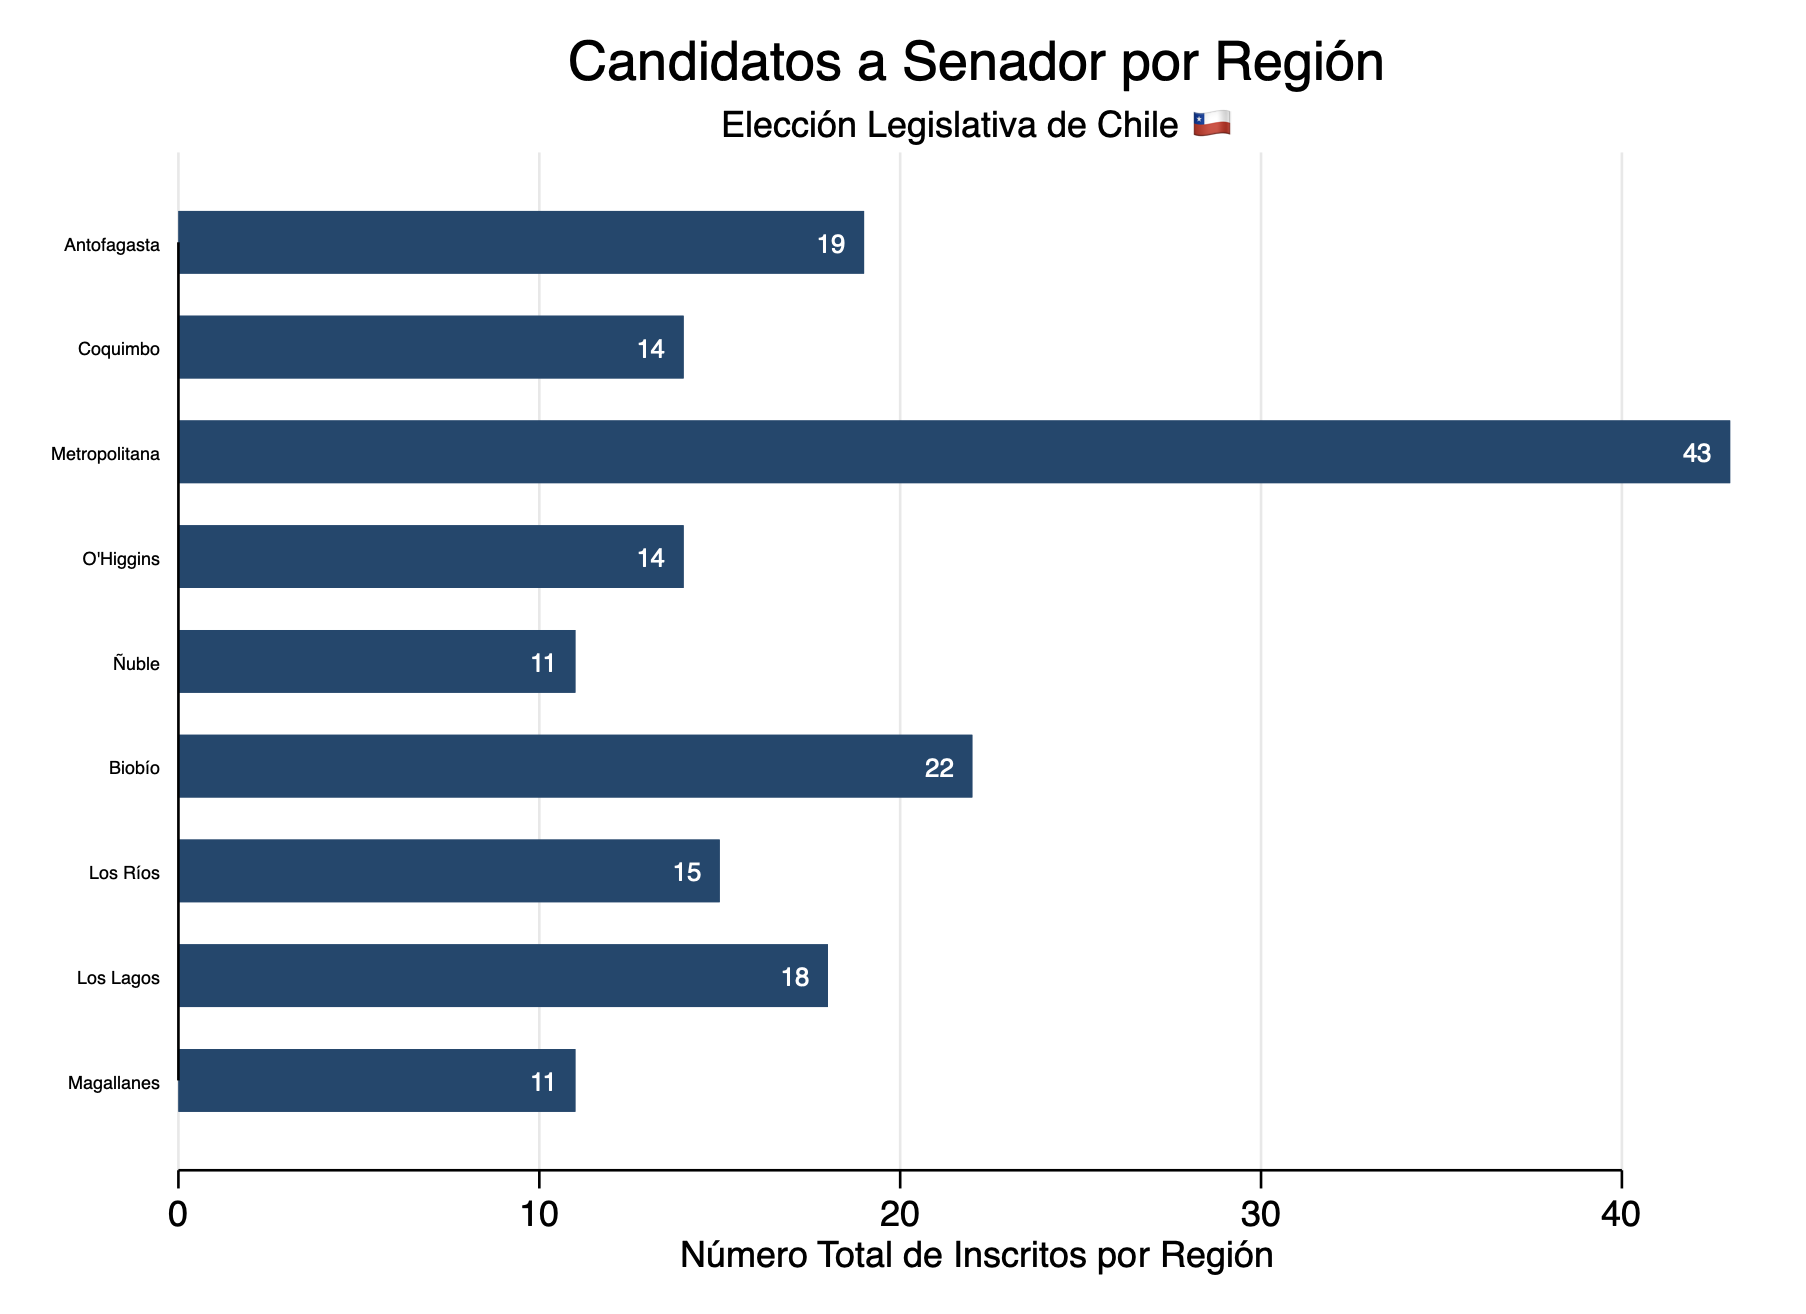 Candidatos a Senador por Región
Elección Legislativa de Chile 🇨🇱
Antofagasta 19
Coquimbo 14
Metropolitana 43
O'Higgins 14
Ñuble 11
Biobío 22
Los Ríos 15
Los Lagos 18
Magallanes 11
0 10 20 30 40
Número Total de Inscritos por Región